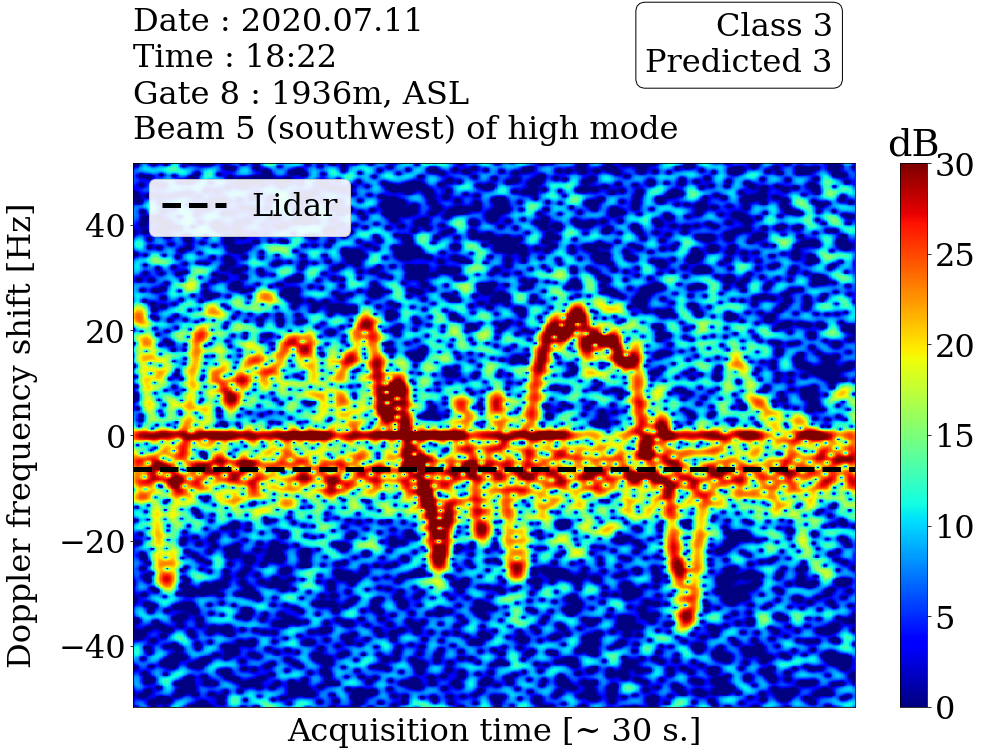 Date : 2020.07.11
Time : 18:22
Gate 8 : 1936m, ASL
Beam 5 (southwest) of high mode
Class 3
Predicted 3
dB
Lidar
Doppler frequency shift [Hz]
40
20
0
−20
−40
30
25
20
15
10
5
0
Acquisition time [~ 30 s.]